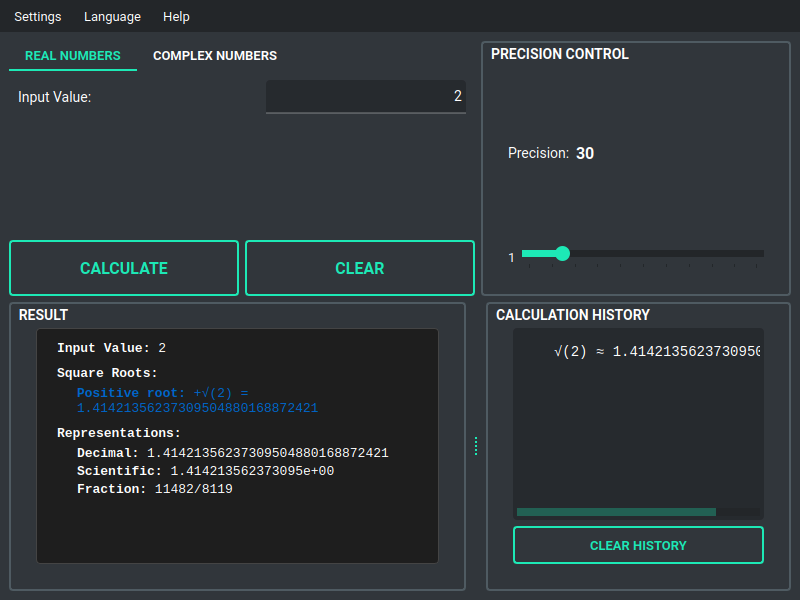 Settings Language Help
REAL NUMBERS COMPLEX NUMBERS
Input Value: 2
CALCULATE CLEAR
PRECISION CONTROL
Precision: 30
1
RESULT
Input Value: 2
Square Roots:
Positive root: +√(2) =
1.41421356237309504880168872421
Representations:
Decimal: 1.41421356237309504880168872421
Scientific: 1.414213562373095e+00
Fraction: 11482/8119
CALCULATION HISTORY
√(2) ≈ 1.4142135623730950
CLEAR HISTORY